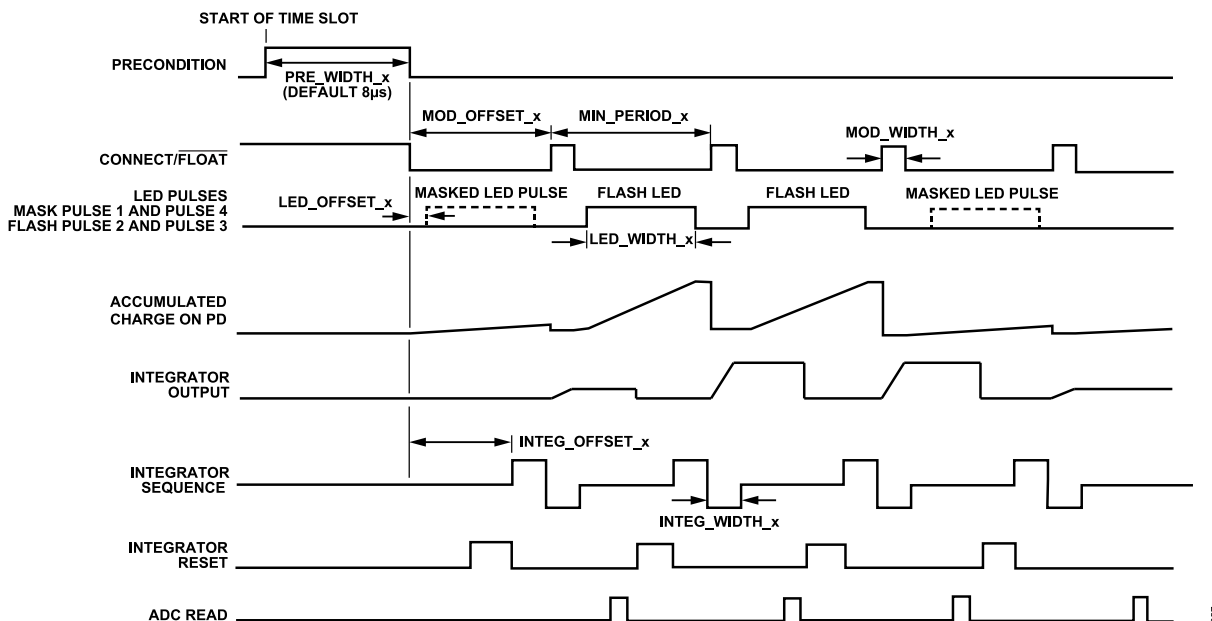 START OF TIME SLOT
PRECONDITION
PRE_WIDTH_x
(DEFAULT 8µs)
MOD_OFFSET_x
MIN_PERIOD_x
MOD_WIDTH_x
CONNECT/FLOAT
LED PULSES
MASK PULSE 1 AND PULSE 4
FLASH PULSE 2 AND PULSE 3
LED_OFFSET_x
MASKED LED PULSE
FLASH LED
FLASH LED
MASKED LED PULSE
LED_WIDTH_x
ACCUMULATED
CHARGE ON PD
INTEGRATOR
OUTPUT
INTEG_OFFSET_x
INTEGRATOR
SEQUENCE
INTEG_WIDTH_x
INTEGRATOR
RESET
ADC READ